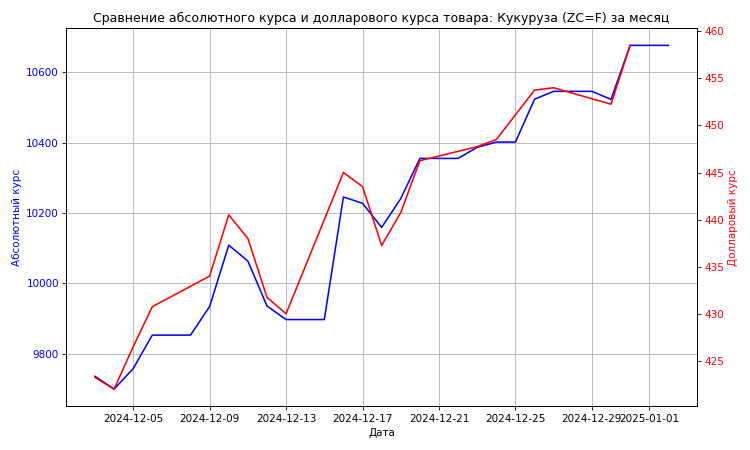 Сравнение абсолютного курса и долларового курса товара: Кукуруза (ZC=F) за месяц
Абсолютный курс
10600
10400
10200
10000
9800
460
455
450
445
440
435
430
425
Долларовый курс
2024-12-05 2024-12-09 2024-12-13 2024-12-17 2024-12-21 2024-12-25 2024-12-29 2025-01-01
Дата